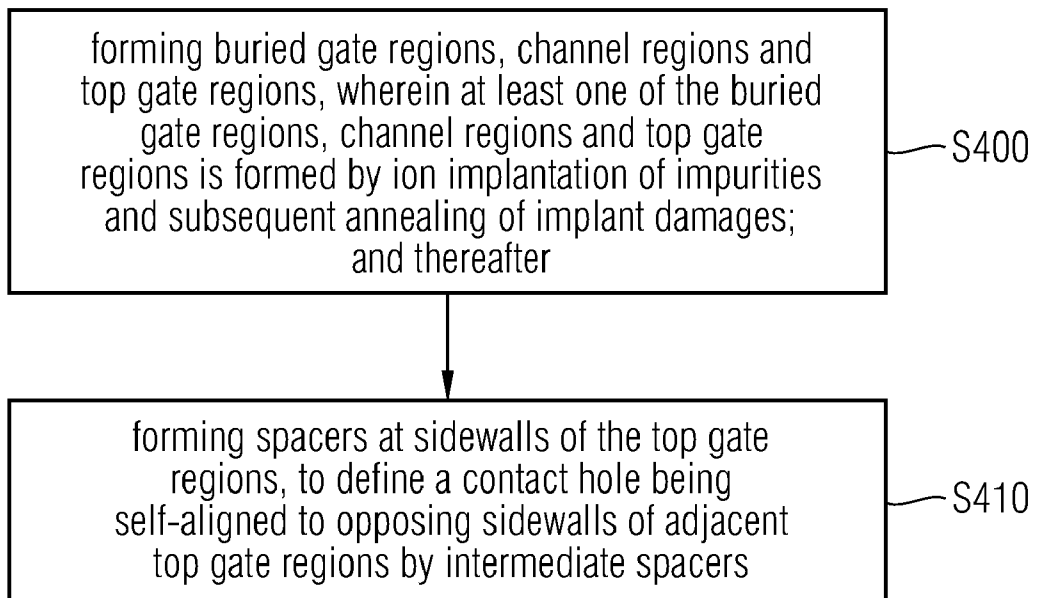 forming buried gate regions, channel regions and
top gate regions, wherein at least one of the buried
gate regions, channel regions and top gate
regions is formed by ion implantation of impurities
and subsequent annealing of implant damages;
and thereafter
S400
forming spacers at sidewalls of the top gate
regions, to define a contact hole being
self-aligned to opposing sidewalls of adjacent
top gate regions by intermediate spacers
S410